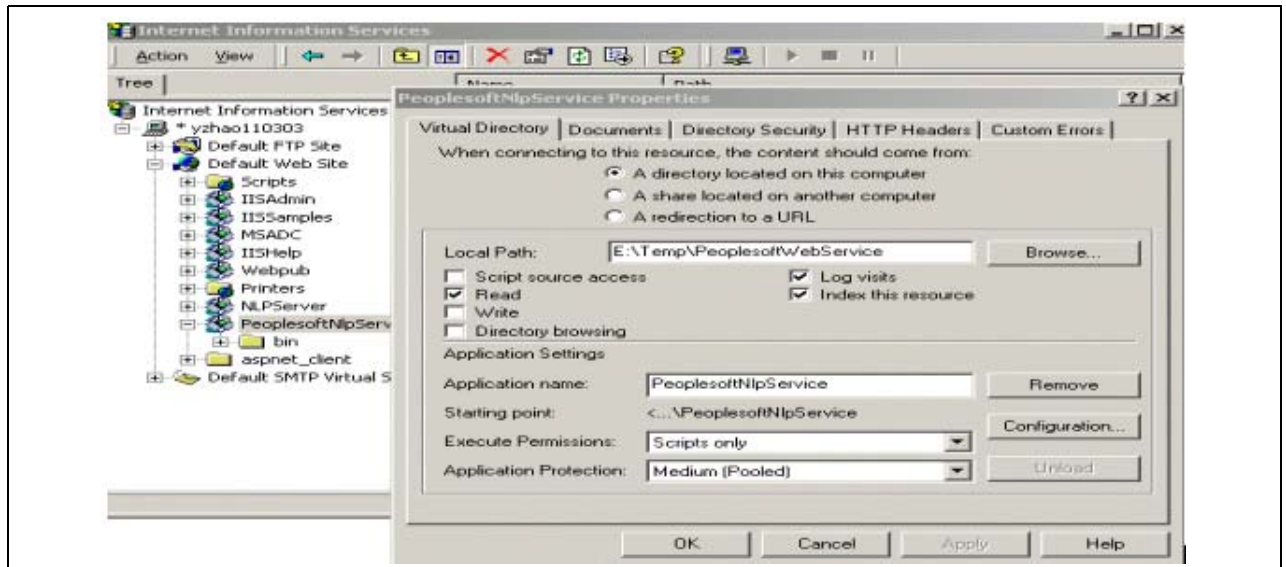 Internet Information Services
Action View
Tree
Name Path
Internet Information Services
* yzhao110303
Default FTP Site
Default Web Site
Scripts
IISAdmin
IISSamples
MSADC
IISHelp
Webpub
Printers
NLPServer
PeoplesoftNlpServ
bin
aspnet_client
Default SMTP Virtual S
PeoplesoftNlpService Properties
Virtual Directory Documents Directory Security HTTP Headers Custom Errors
When connecting to this resource, the content should come from:
A directory located on this computer
A share located on another computer
A redirection to a URL
Local Path: E:\Temp\PeoplesoftWebService Browse...
Script source access Log visits
Read Index this resource
Write
Directory browsing
Application Settings
Application name: PeoplesoftNlpService Remove
Starting point: <...\PeoplesoftNlpService
Configuration...
Execute Permissions: Scripts only
Application Protection: Medium (Pooled) Unload
OK Cancel Apply Help